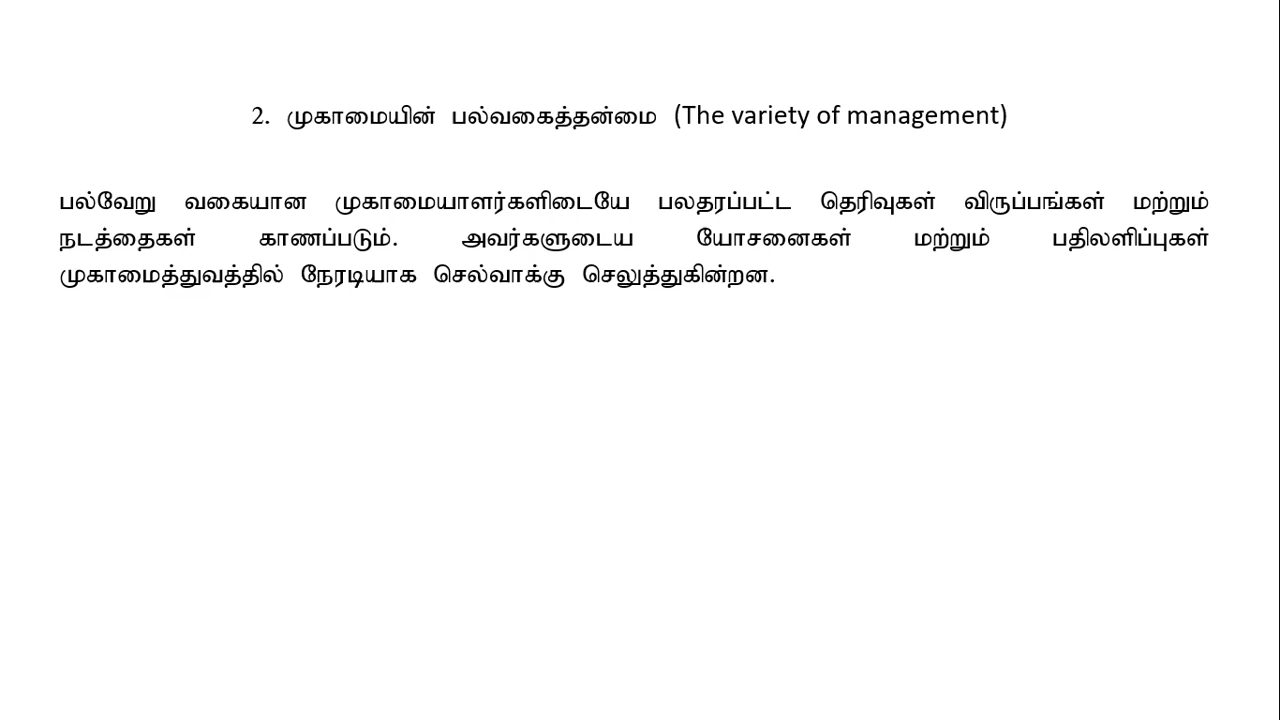 2. முகாமையின் பல்வகைத்தன்மை (The variety of management)
பல்வேறு வகையான முகாமையாளர்களிடையே பலதரப்பட்ட தெரிவுகள் விருப்பங்கள் மற்றும்
நடத்தைகள் காணப்படும். அவர்களுடைய யோசனைகள் மற்றும் பதிலளிப்புகள்
முகாமைத்துவத்தில் நேரடியாக செல்வாக்கு செலுத்துகின்றன.